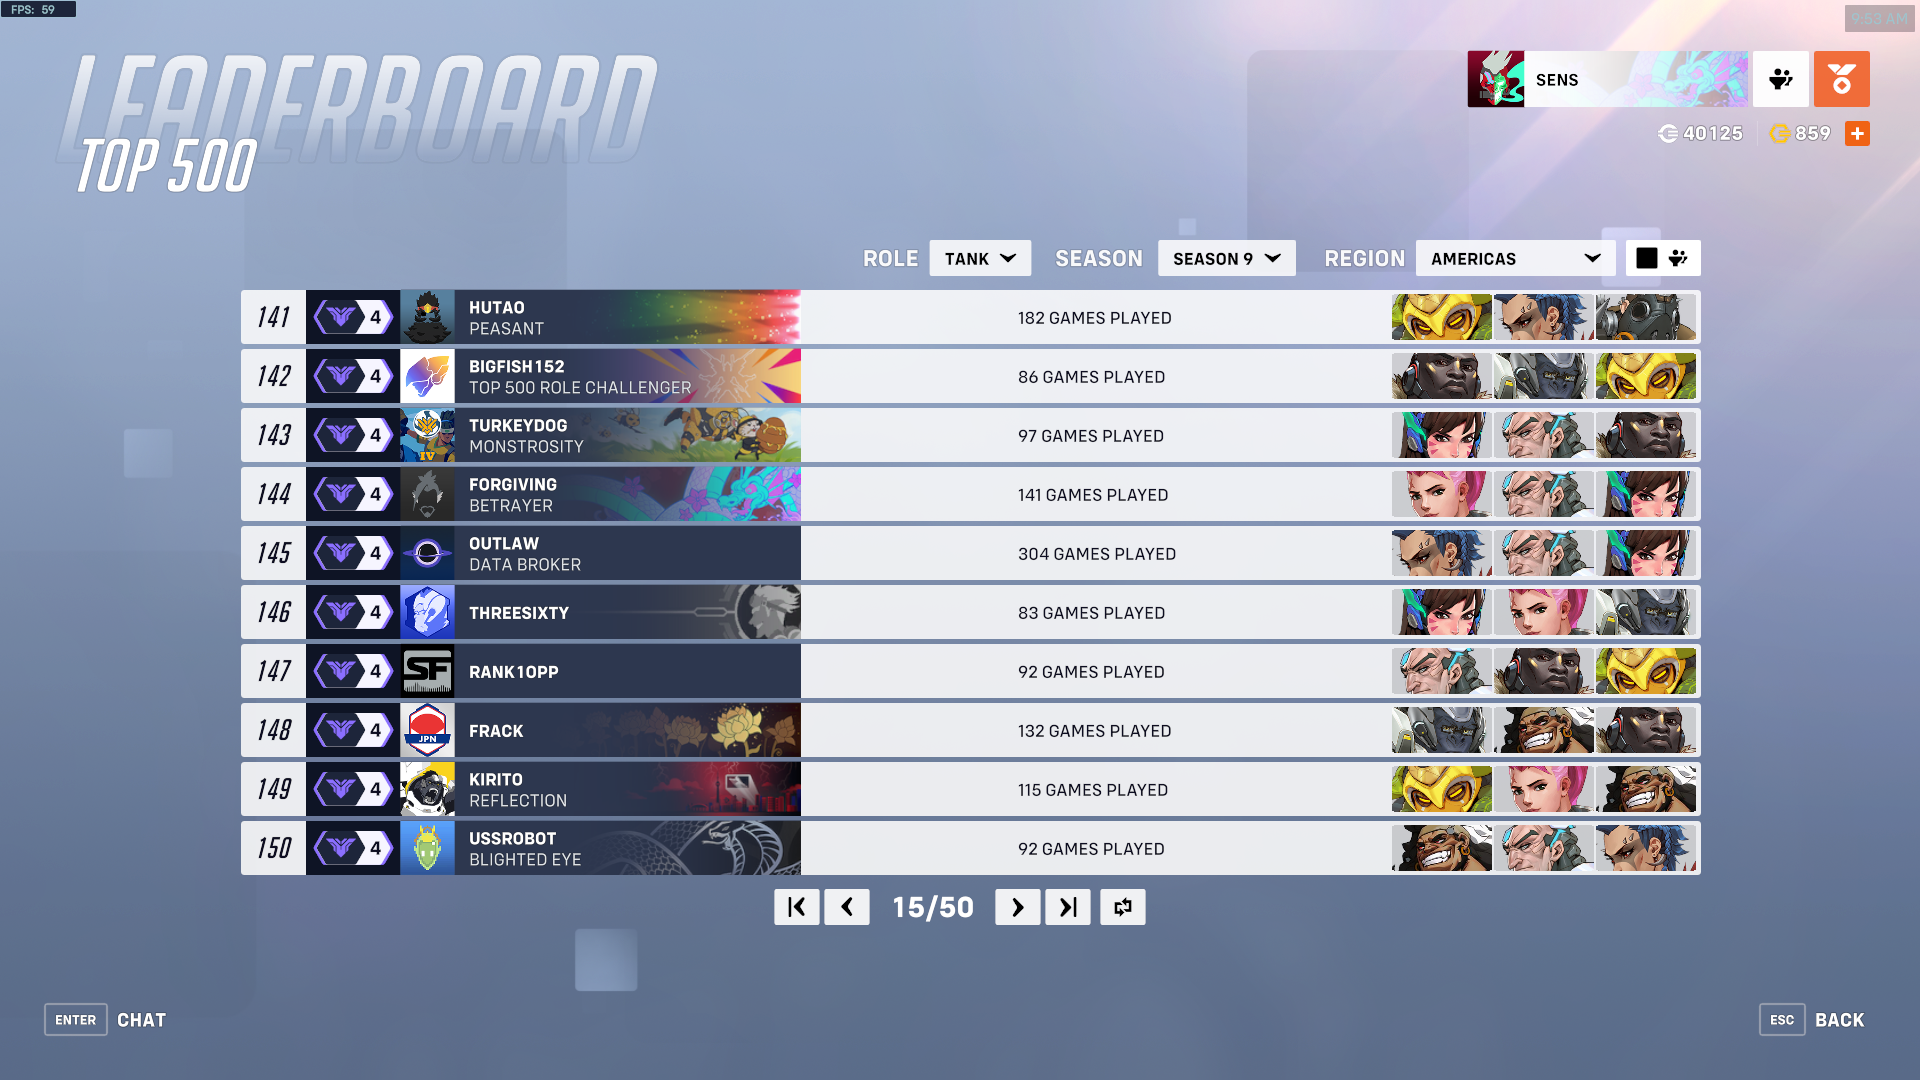 FPS: 59
9:53 AM
LEADERBOARD
TOP 500
SENS
40125
859
ROLE TANK SEASON SEASON 9 REGION AMERICAS
141 4 HUTAO
PEASANT
182 GAMES PLAYED
142 4 BIGFISH152
TOP 500 ROLE CHALLENGER
86 GAMES PLAYED
143 4 TURKEYDOG
MONSTROSITY
IV
97 GAMES PLAYED
144 4 FORGIVING
BETRAYER
141 GAMES PLAYED
145 4 OUTLAW
DATA BROKER
304 GAMES PLAYED
146 4 THREESIXTY
83 GAMES PLAYED
147 4 SF RANK1OPP
92 GAMES PLAYED
148 4 JPN FRACK
132 GAMES PLAYED
149 4 KIRITO
REFLECTION
115 GAMES PLAYED
150 4 USSROBOT
BLIGHTED EYE
92 GAMES PLAYED
15/50
ENTER CHAT
ESC BACK